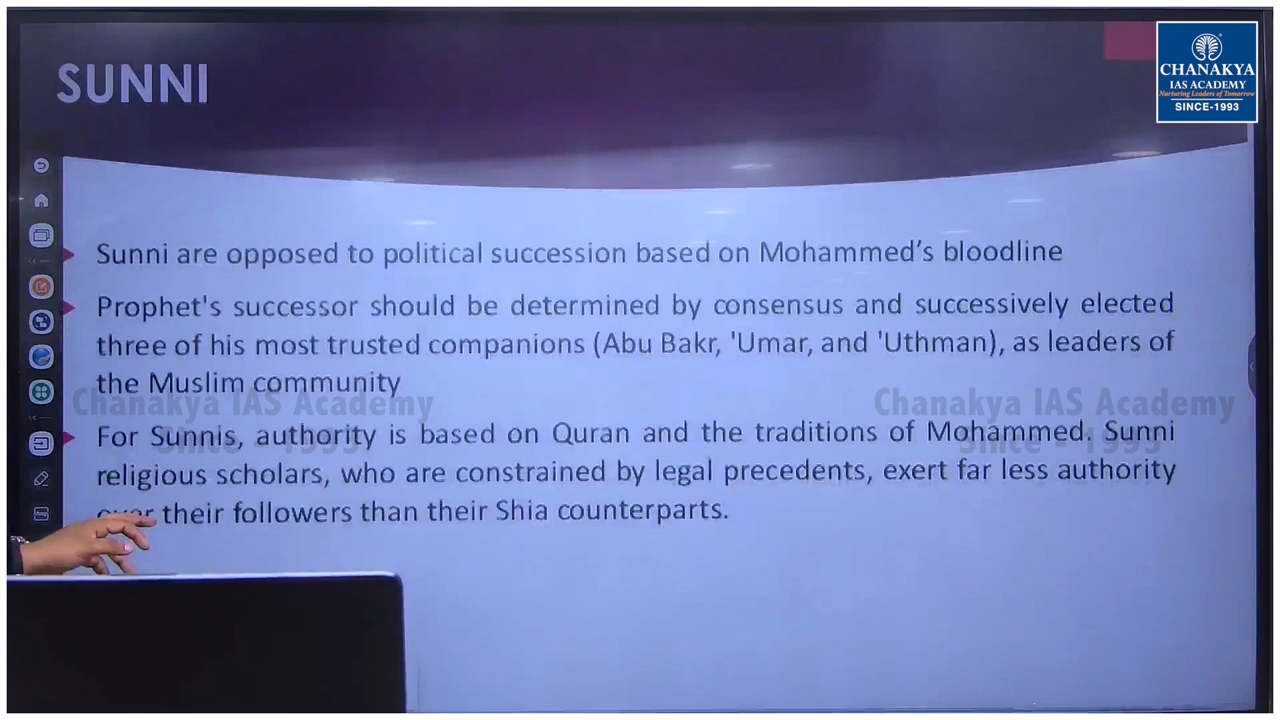 SUNNI
CHANAKYA
IAS ACADEMY
Nurturing Leaders of Tomorrow
SINCE-1993
Sunni are opposed to political succession based on Mohammed’s bloodline
Prophet's successor should be determined by consensus and successively elected
three of his most trusted companions (Abu Bakr, 'Umar, and 'Uthman), as leaders of
the Muslim community
Chanakya IAS Academy
Chanakya IAS Academy
For Sunnis, authority is based on Quran and the traditions of Mohammed. Sunni
Since - 1993
Since - 1993
religious scholars, who are constrained by legal precedents, exert far less authority
over their followers than their Shia counterparts.